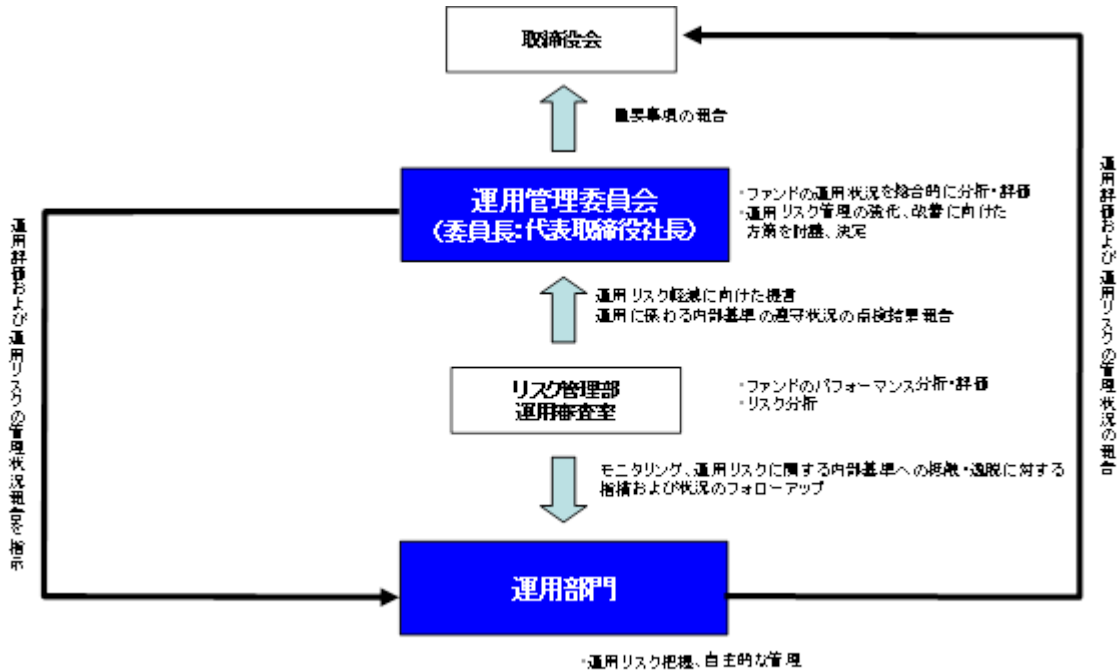 取締役会
重要事項の報告
運用管理委員会
(委員長:代表取締役社長)
・ファンドの運用状況を総合的に分析・評価
・運用リスク管理の強化、改善に向けた
方策を討議、決定
運用リスク軽減に向けた提言
運用に係わる内部基準の遵守状況の点検結果報告
リスク管理部
運用審査室
・ファンドのパフォーマンス分析・評価
・リスク分析
モニタリング、運用リスクに関する内部基準への抵触・逸脱に対する
指摘および状況のフォローアップ
運用部門
・運用リスク把握、自主的な管理
運用評価および運用リスクの管理状況報告を指示
運用評価および運用リスクの管理状況の報告